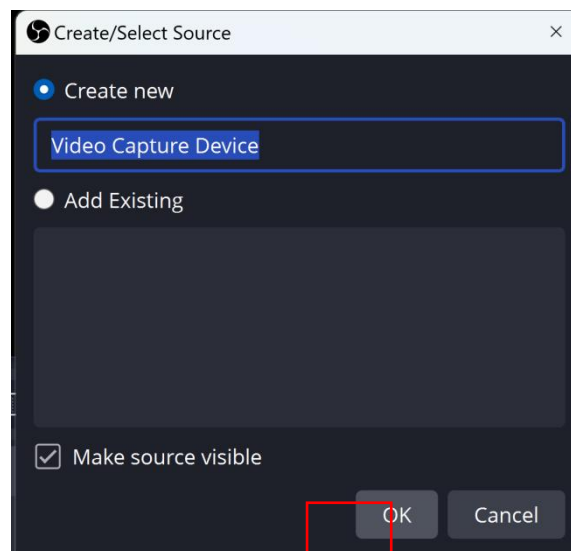 Create/Select Source
Create new
Video Capture Device
Add Existing
Make source visible
OK Cancel